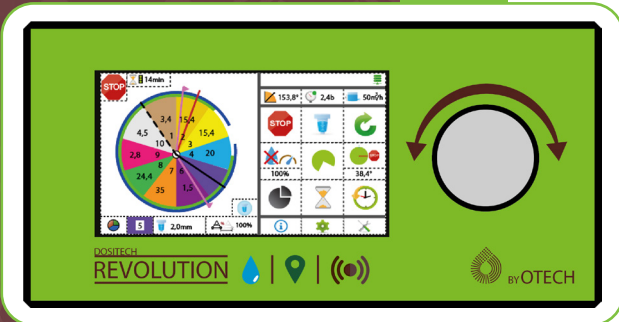 STOP
14min
153,8°
2,4b
50m³/h
3,4
15,4
4,5
1
2
15,4
10
3
2,8
9
4
20
8
7
6
24,4
1,5
35
STOP
STOP
100%
38,4°
5
2,0mm
100%
DOSITECH
REVOLUTION
BY OTECH